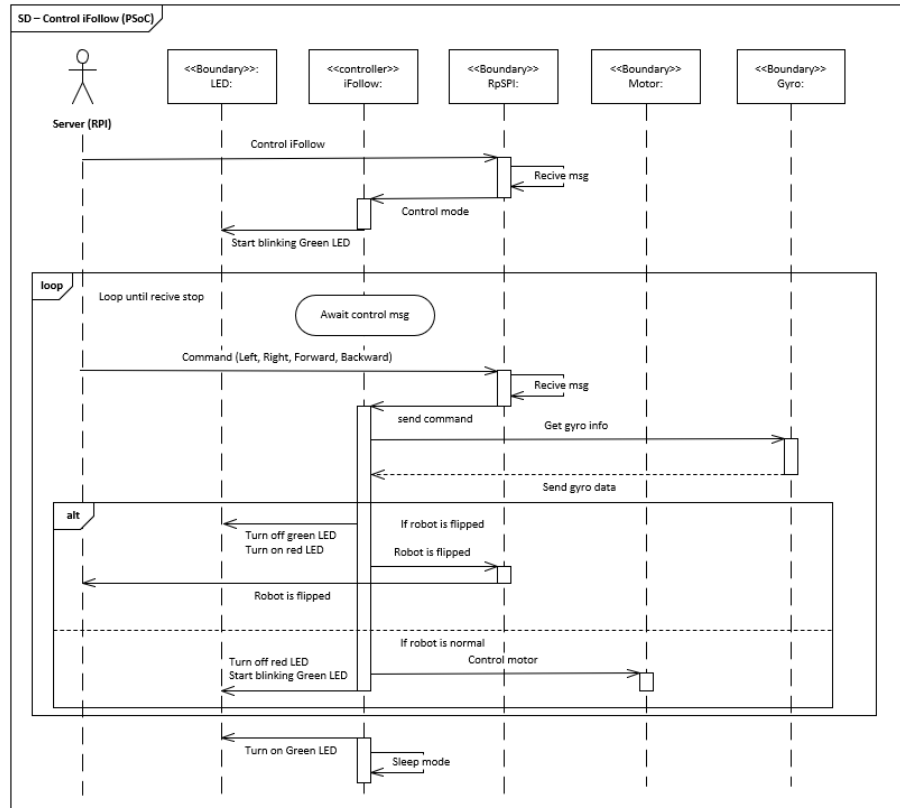 SD – Control iFollow (PSoC)
<<Boundary>>:
LED:
<<controller>>
iFollow:
<<Boundary>>
RpSPI:
<<Boundary>>
Motor:
<<Boundary>>
Gyro:
Server (RPI)
Control iFollow
Recive msg
Control mode
Start blinking Green LED
loop
Loop until recive stop
Await control msg
Command (Left, Right, Forward, Backward)
Recive msg
send command
Get gyro info
Send gyro data
alt
If robot is flipped
Turn off green LED
Turn on red LED
Robot is flipped
Robot is flipped
If robot is normal
Turn off red LED
Start blinking Green LED
Control motor
Turn on Green LED
Sleep mode